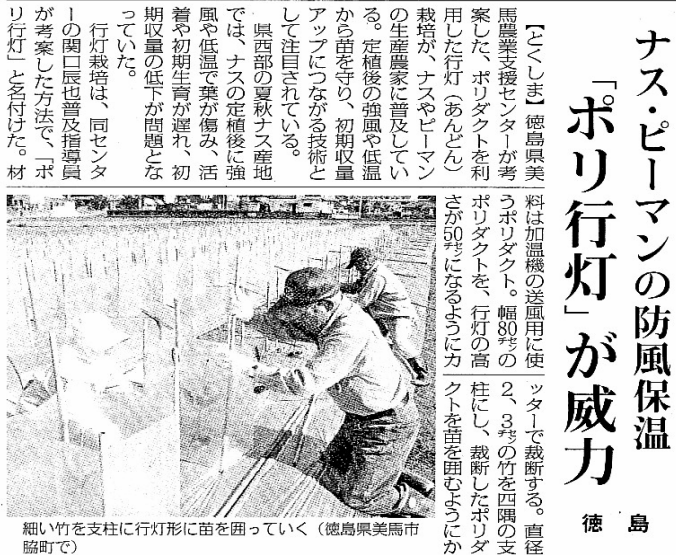 ナス・ピーマンの防風保温
「ポリ行灯」が威力
徳島
【とくしま】徳島県美
馬農業支援センターが考
案した、ポリダクトを利
用した行灯（あんどん）
栽培が、ナスやピーマン
の生産農家に普及してい
る。定植後の強風や低温
から苗を守り、初期収量
アップにつながる技術と
して注目されている。
県西部の夏秋ナス産地
では、ナスの定植後に強
風や低温で葉が傷み、活
着や初期生育が遅れ、初
期収量の低下が問題とな
っていた。
行灯栽培は、同センタ
ーの関口辰也普及指導員
が考案した方法で、「ポ
リ行灯」と名付けた。材
料は加温機の送風用に使
うポリダクト。幅80㌢の
ポリダクトを、行灯の高
さが50㌢になるようにカ
ッターで裁断する。直径
2、3㌢の竹を四隅の支
柱にし、裁断したポリダ
クトを苗を囲むようにか
細い竹を支柱に行灯形に苗を囲っていく（徳島県美馬市
脇町で）